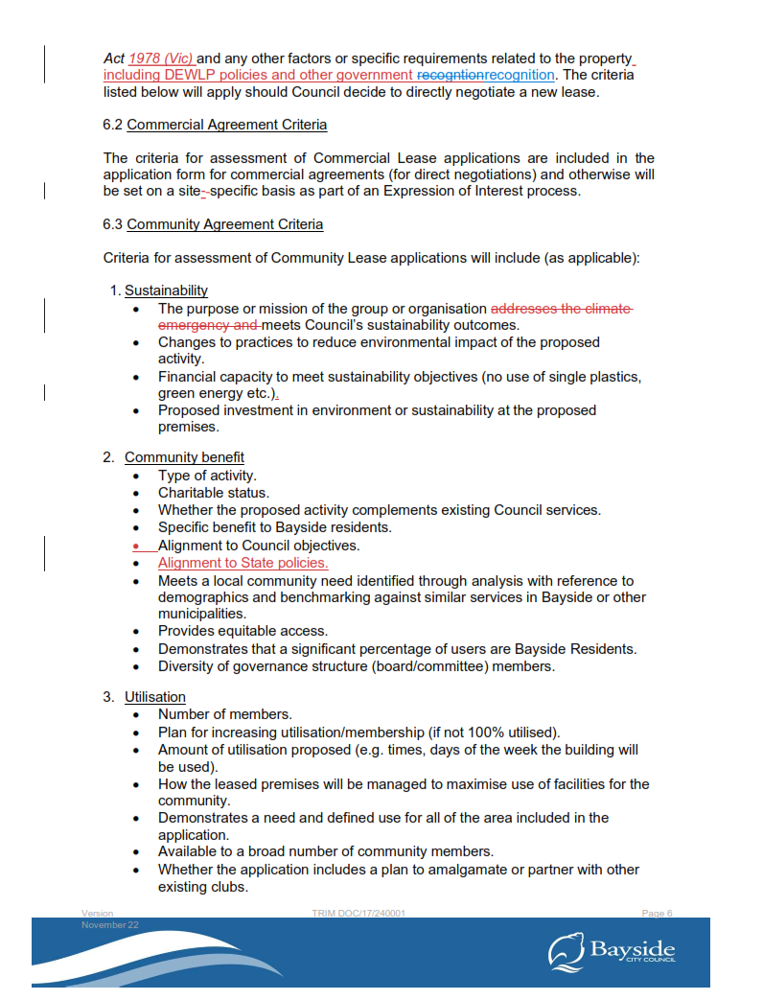 Act 1978 (Vic) and any other factors or specific requirements related to the property
including DEWLP policies and other government recogntionrecognition. The criteria
listed below will apply should Council decide to directly negotiate a new lease.
6.2 Commercial Agreement Criteria
The criteria for assessment of Commercial Lease applications are included in the
application form for commercial agreements (for direct negotiations) and otherwise will
be set on a site--specific basis as part of an Expression of Interest process.
6.3 Community Agreement Criteria
Criteria for assessment of Community Lease applications will include (as applicable):
1. Sustainability
• The purpose or mission of the group or organisation addresses the climate
emergency and meets Council's sustainability outcomes.
• Changes to practices to reduce environmental impact of the proposed
activity.
• Financial capacity to meet sustainability objectives (no use of single plastics,
green energy etc.).
• Proposed investment in environment or sustainability at the proposed
premises.
2. Community benefit
• Type of activity.
• Charitable status.
• Whether the proposed activity complements existing Council services.
• Specific benefit to Bayside residents.
• Alignment to Council objectives.
• Alignment to State policies.
• Meets a local community need identified through analysis with reference to
demographics and benchmarking against similar services in Bayside or other
municipalities.
• Provides equitable access.
• Demonstrates that a significant percentage of users are Bayside Residents.
• Diversity of governance structure (board/committee) members.
3. Utilisation
• Number of members.
• Plan for increasing utilisation/membership (if not 100% utilised).
• Amount of utilisation proposed (e.g. times, days of the week the building will
be used).
• How the leased premises will be managed to maximise use of facilities for the
community.
• Demonstrates a need and defined use for all of the area included in the
application.
• Available to a broad number of community members.
• Whether the application includes a plan to amalgamate or partner with other
existing clubs.
Version TRIM DOC/17/240001 Page 6
November 22
Bayside
CITY COUNCIL